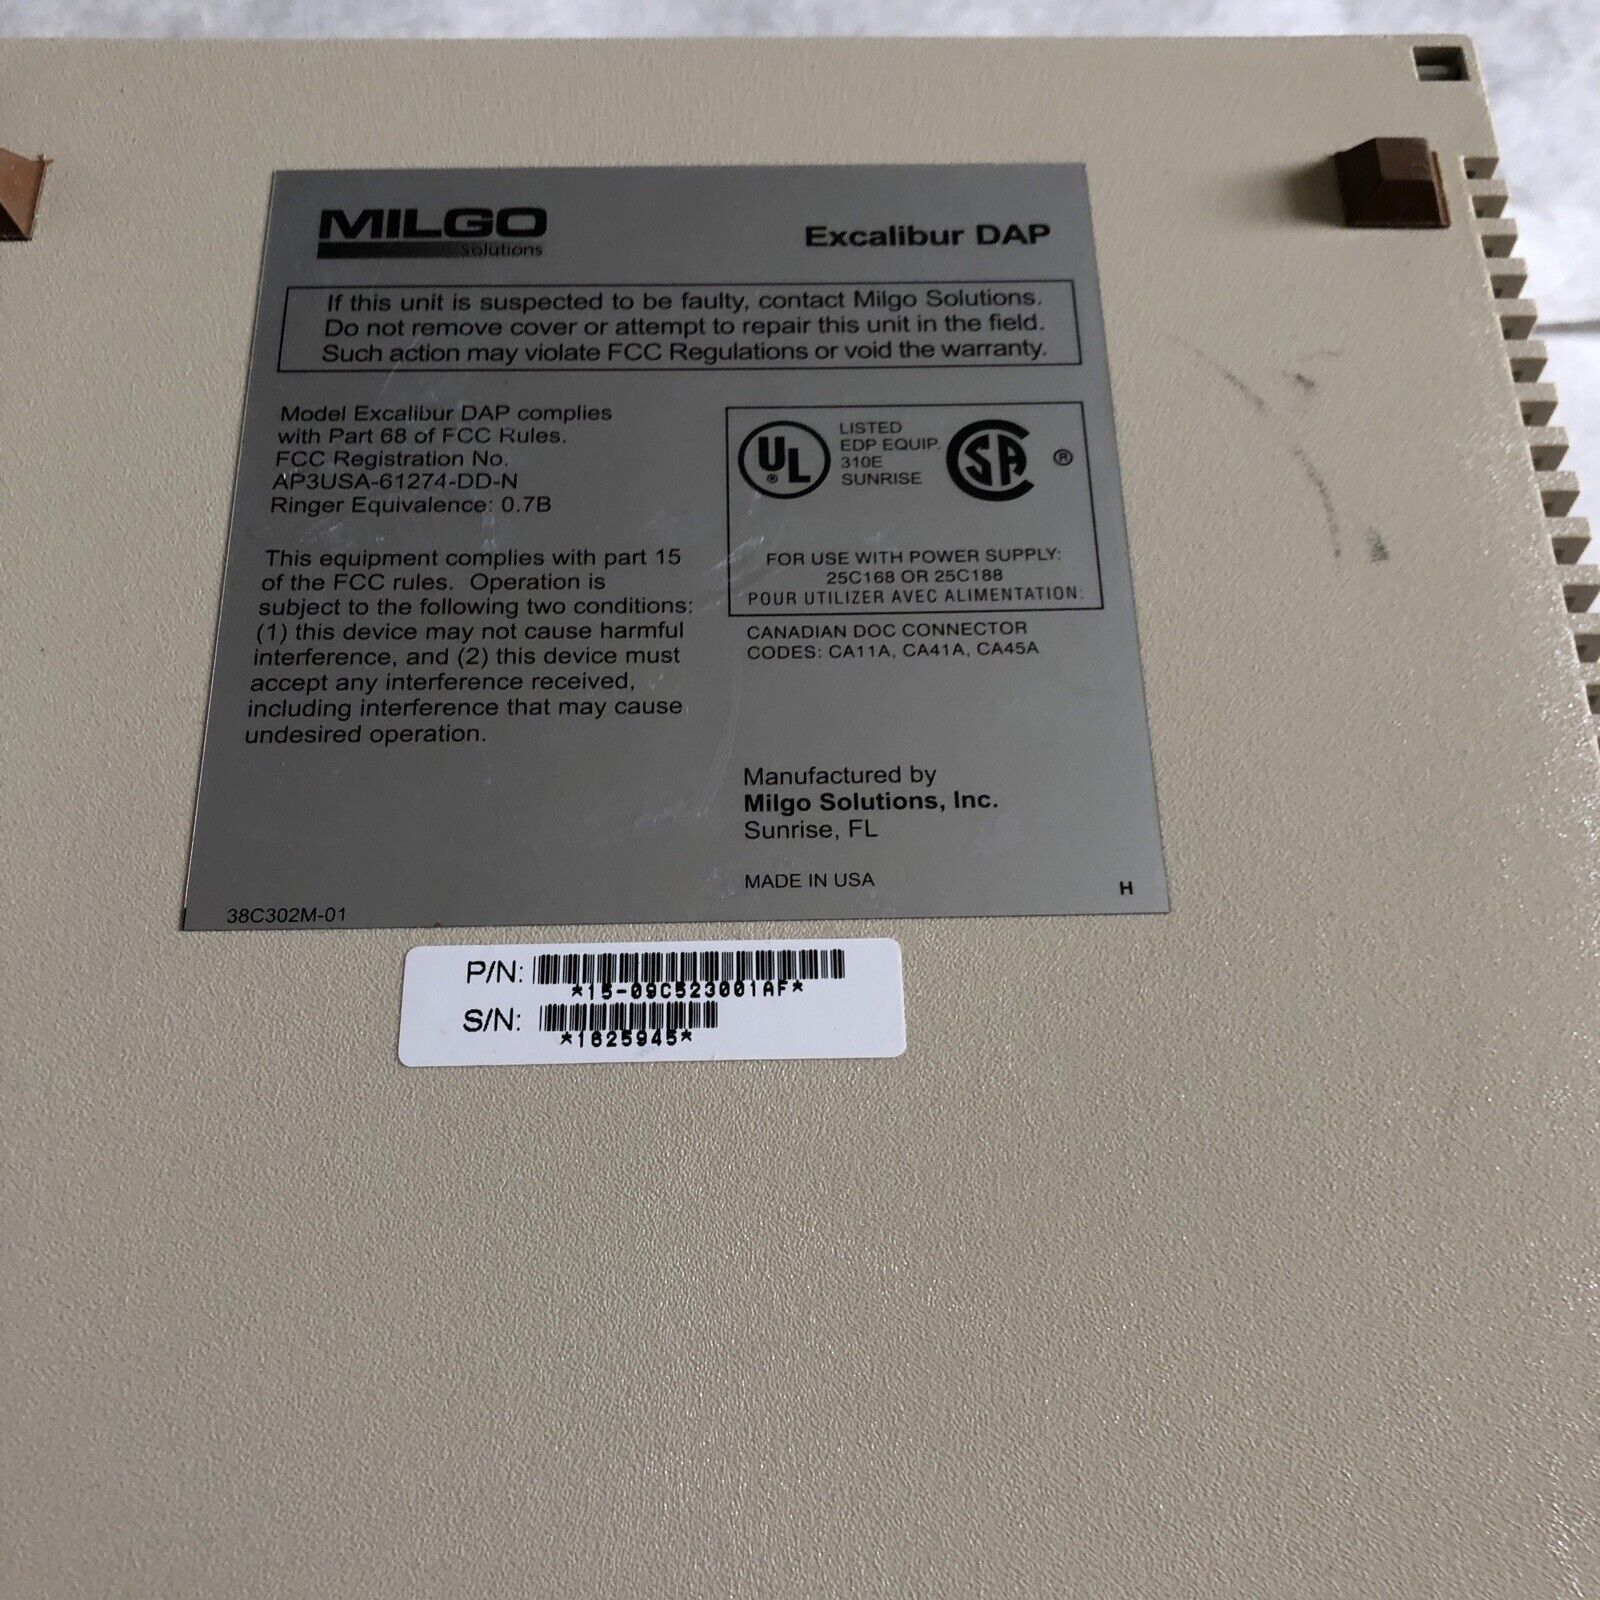 MILGO
Solutions
Excalibur DAP
If this unit is suspected to be faulty, contact Milgo Solutions.
Do not remove cover or attempt to repair this unit in the field.
Such action may violate FCC Regulations or void the warranty.
Model Excalibur DAP complies
with Part 68 of FCC Rules.
FCC Registration No.
AP3USA-61274-DD-N
Ringer Equivalence: 0.7B
This equipment complies with part 15
of the FCC rules. Operation is
subject to the following two conditions:
(1) this device may not cause harmful
interference, and (2) this device must
accept any interference received,
including interference that may cause
undesired operation.
UL
®
LISTED
EDP EQUIP.
310E
SUNRISE
SA
®
FOR USE WITH POWER SUPPLY:
25C168 OR 25C188
POUR UTILIZER AVEC ALIMENTATION:
CANADIAN DOC CONNECTOR
CODES: CA11A, CA41A, CA45A
Manufactured by
Milgo Solutions, Inc.
Sunrise, FL
MADE IN USA
H
38C302M-01
P/N:
*15-09C523001AF*
S/N:
*1625945*